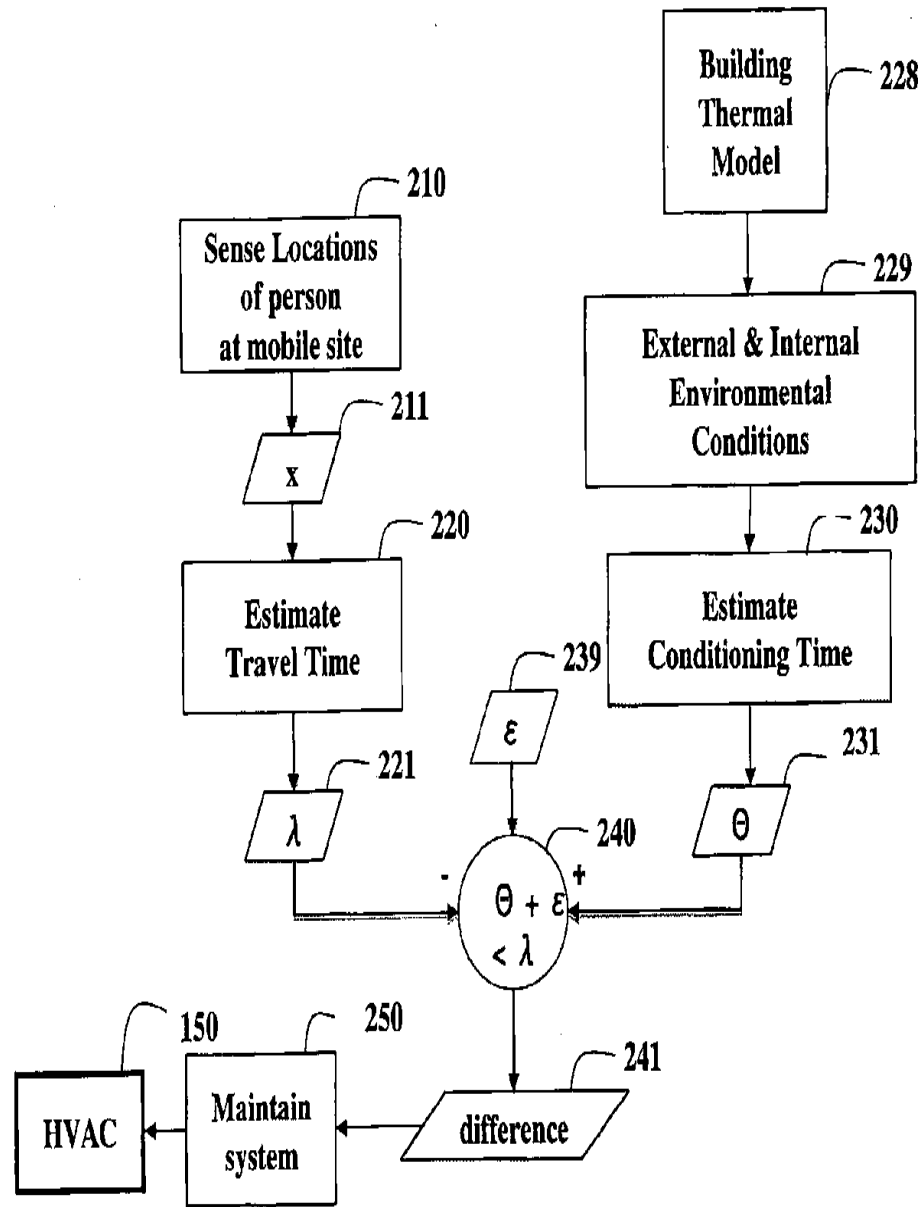 Building
Thermal
Model
228
210
Sense Locations
of person
at mobile site
229
External & Internal
Environmental
Conditions
211
x
220
Estimate
Travel Time
230
Estimate
Conditioning Time
239
ε
221
λ
231
Θ
240
- +
Θ + ε
< λ
150
HVAC
250
Maintain
system
241
difference